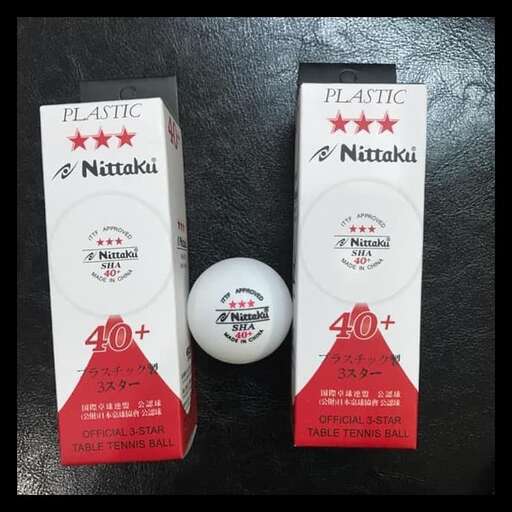 PLASTIC
★★★
Nittaku
ITTF APPROVED
★★★
Nittaku
SHA
40+
MADE IN CHINA
40+
プラスチック製
3スター
国際卓球連盟 公認球
(公財)日本卓球協會公認球
OFFICIAL 3-STAR
TABLE TENNIS BALL
40+
ITTF APPROVED
★★★
Nittaku
SHA
40+
MADE IN CHINA
PLASTIC
★★★
Nittaku
ITTF APPROVED
★★★
Nittaku
SHA
40+
MADE IN CHINA
40+
プラスチック製
3スター
国際卓球連盟 公認球
(公財)日本卓球協會公認球
OFFICIAL 3-STAR
TABLE TENNIS BALL